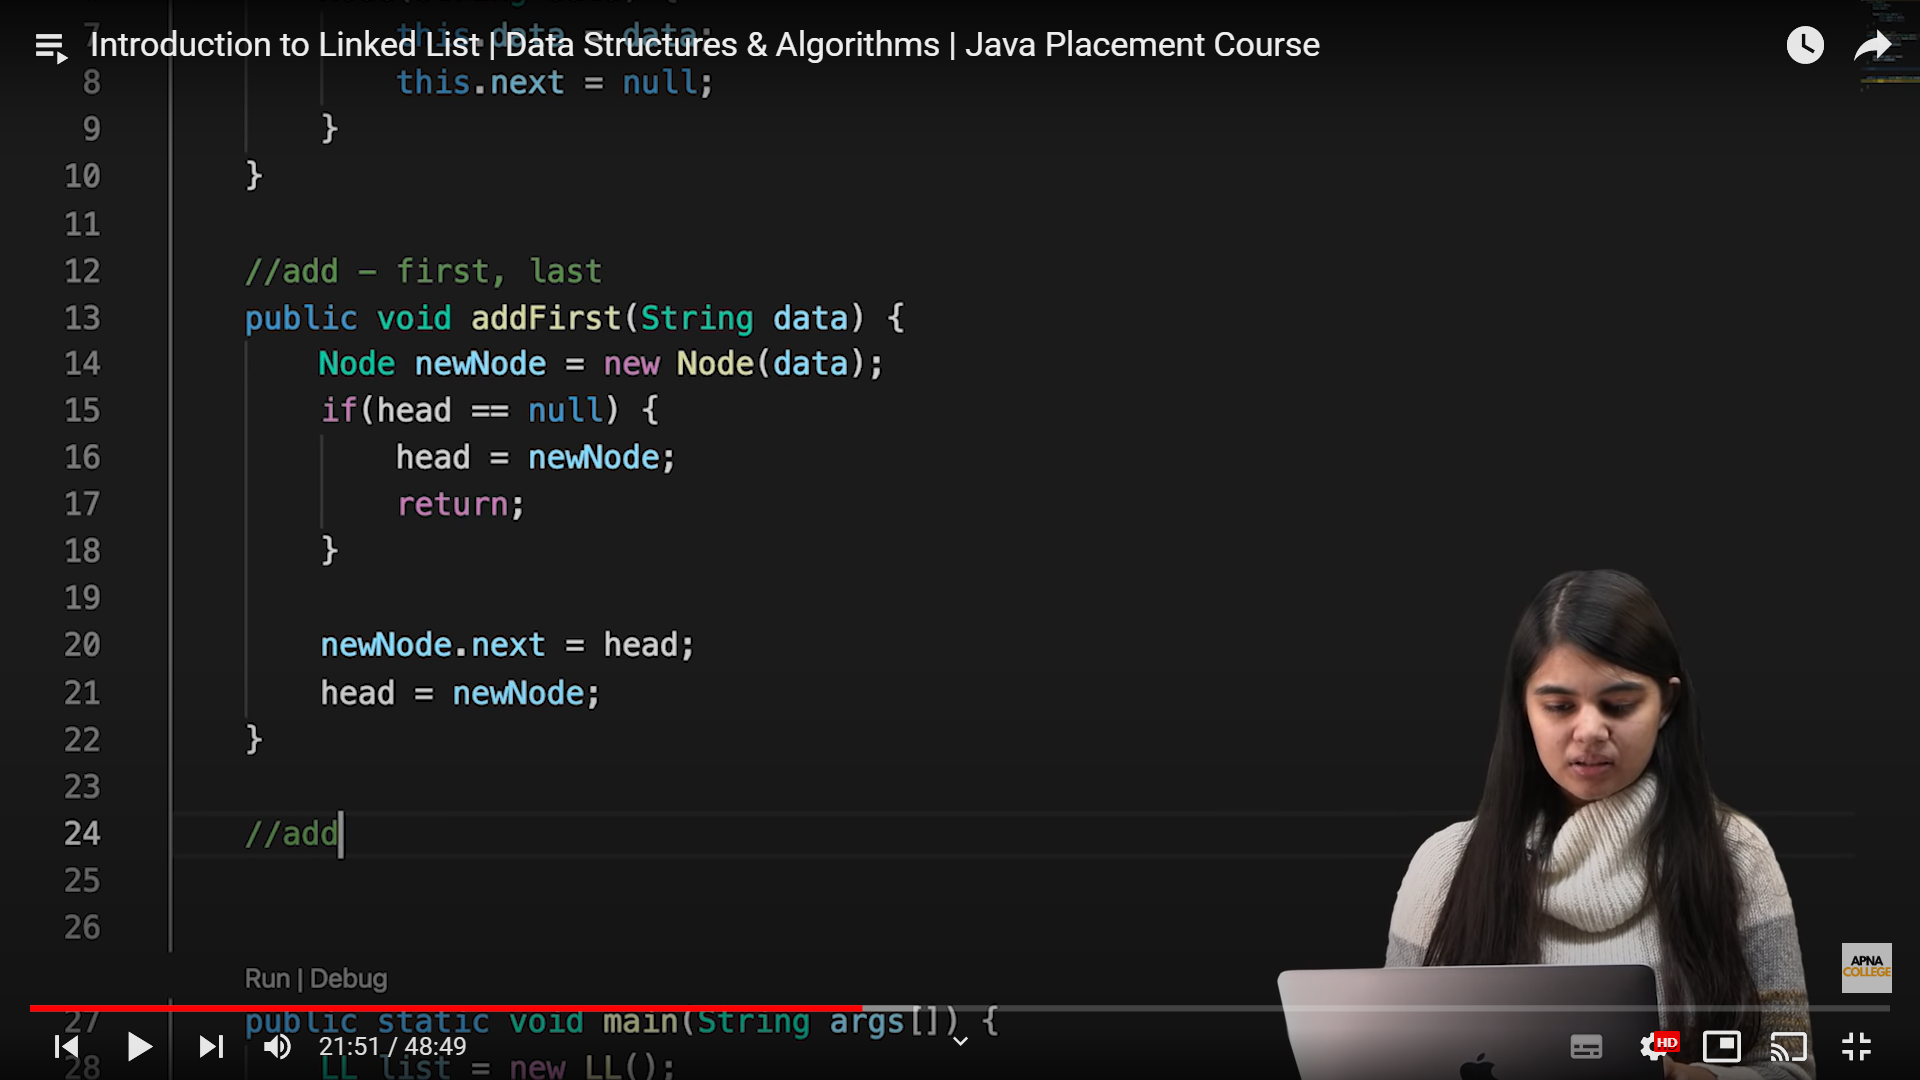 Introduction to Linked List | Data Structures & Algorithms | Java Placement Course
7 this.data = data;
8 this.next = null;
9 }
10 }
11
12 //add – first, last
13 public void addFirst(String data) {
14 Node newNode = new Node(data);
15 if(head == null) {
16 head = newNode;
17 return;
18 }
19
20 newNode.next = head;
21 head = newNode;
22 }
23
24 //add
25
26
Run | Debug
27 public static void main(String args[]) {
28 LL list = new LL();
21:51 / 48:49
HD
APNA
COLLEGE